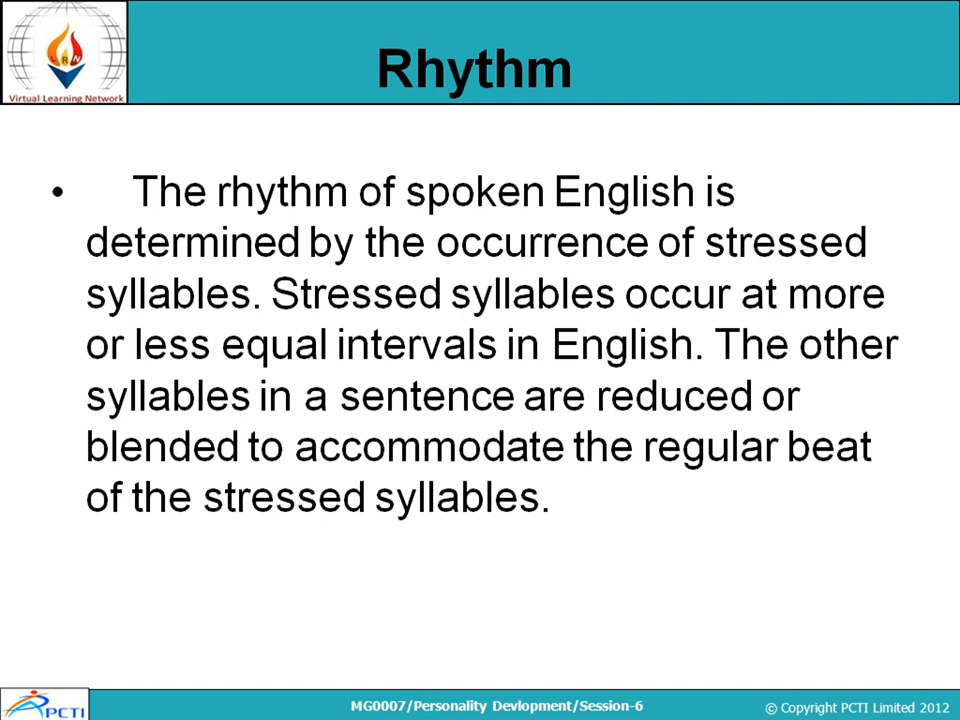 RN
Virtual Learning Network
Rhythm
• The rhythm of spoken English is
determined by the occurrence of stressed
syllables. Stressed syllables occur at more
or less equal intervals in English. The other
syllables in a sentence are reduced or
blended to accommodate the regular beat
of the stressed syllables.
PCTI
MG0007/Personality Devlopment/Session-6
© Copyright PCTI Limited 2012